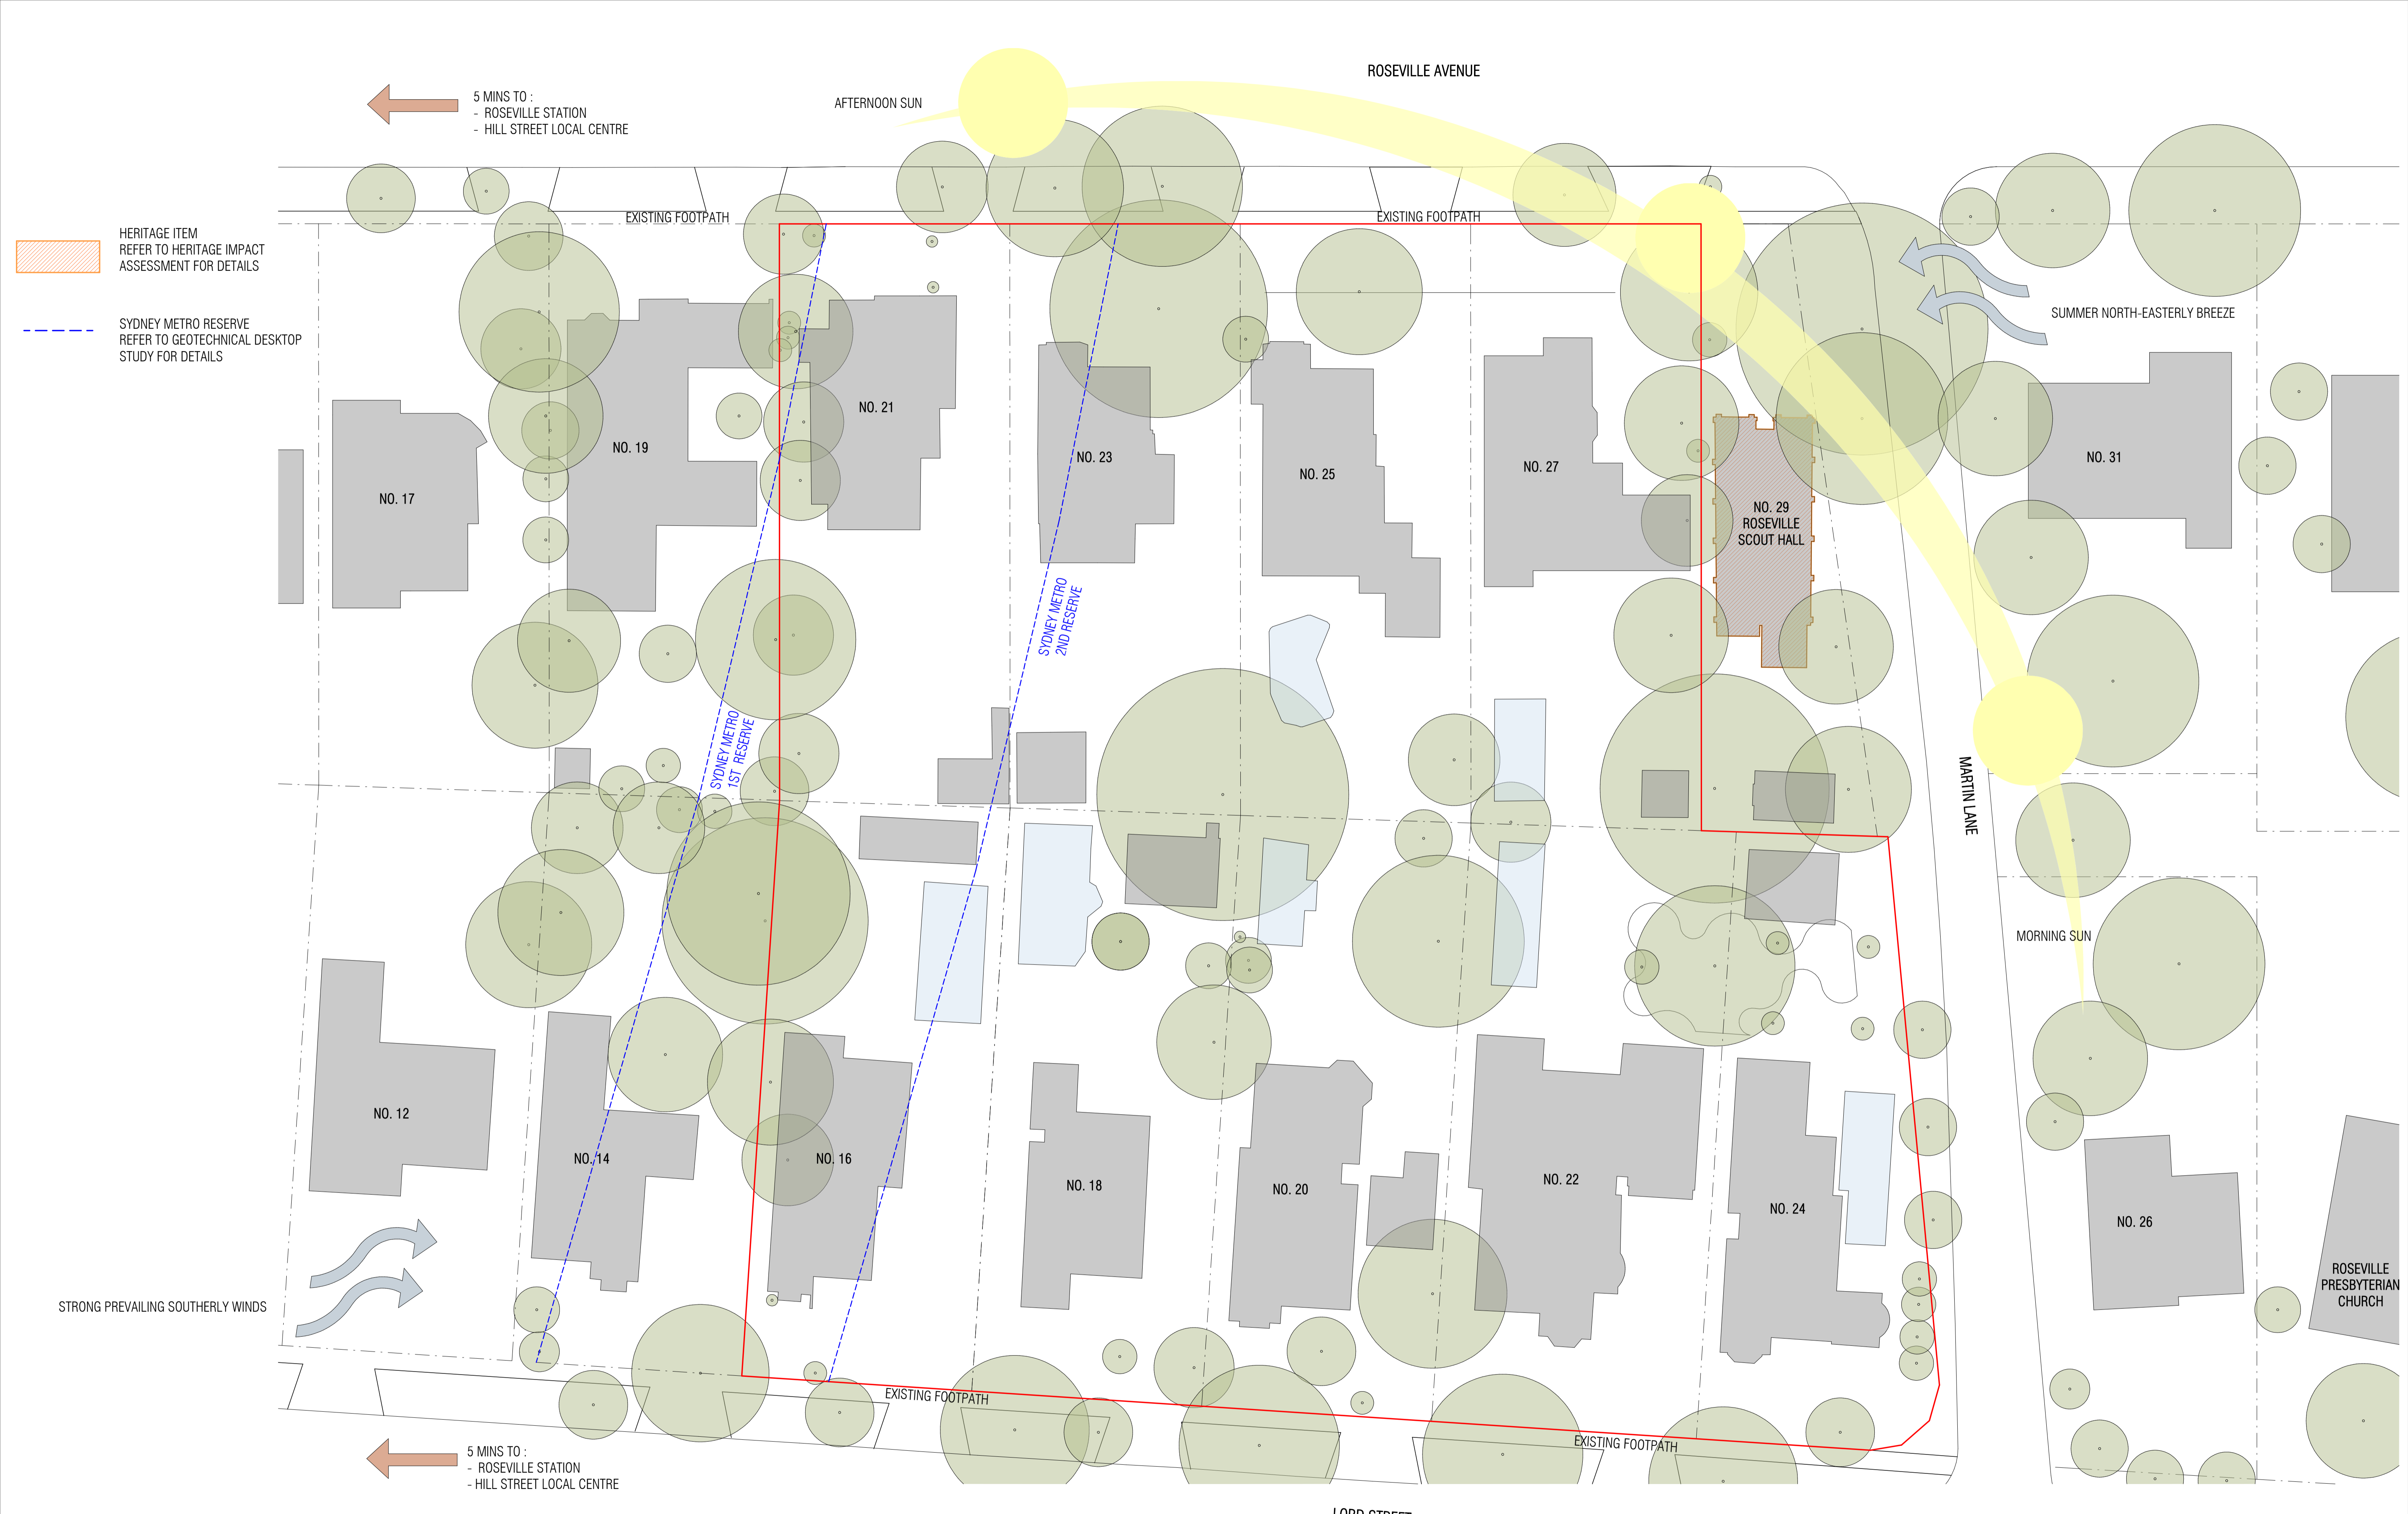 ROSEVILLE AVENUE
5 MINS TO :
- ROSEVILLE STATION
- HILL STREET LOCAL CENTRE
AFTERNOON SUN
EXISTING FOOTPATH
EXISTING FOOTPATH
HERITAGE ITEM
REFER TO HERITAGE IMPACT
ASSESSMENT FOR DETAILS
SYDNEY METRO RESERVE
REFER TO GEOTECHNICAL DESKTOP
STUDY FOR DETAILS
SUMMER NORTH-EASTERLY BREEZE
NO. 17
NO. 19
NO. 21
NO. 23
NO. 25
NO. 27
NO. 29
ROSEVILLE
SCOUT HALL
NO. 31
SYDNEY METRO
1ST RESERVE
SYDNEY METRO
2ND RESERVE
MARTIN LANE
MORNING SUN
NO. 12
NO. 14
NO. 16
NO. 18
NO. 20
NO. 22
NO. 24
NO. 26
ROSEVILLE
PRESBYTERIAN
CHURCH
STRONG PREVAILING SOUTHERLY WINDS
EXISTING FOOTPATH
EXISTING FOOTPATH
5 MINS TO :
- ROSEVILLE STATION
- HILL STREET LOCAL CENTRE
LORD STREET